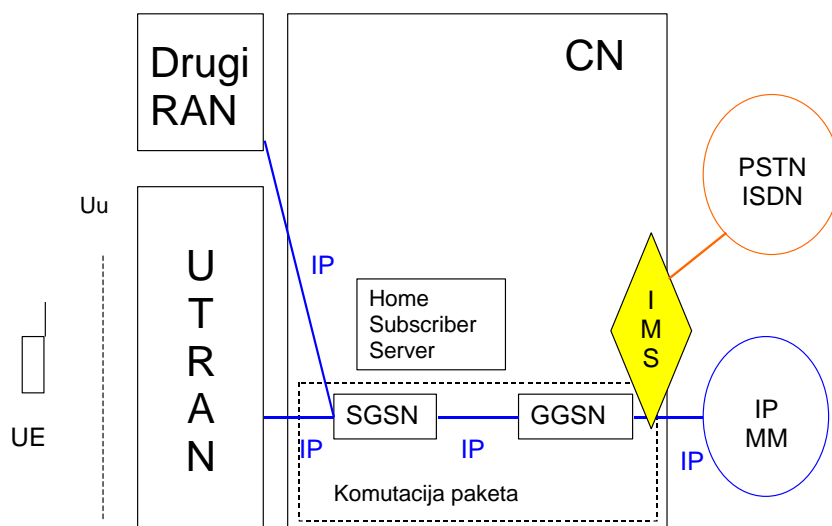 Drugi
RAN
CN
PSTN
ISDN
Uu
U
T
R
A
N
IP
Home
Subscriber
Server
I
M
S
UE
SGSN
GGSN
IP
MM
IP
IP
IP
Komutacija paketa